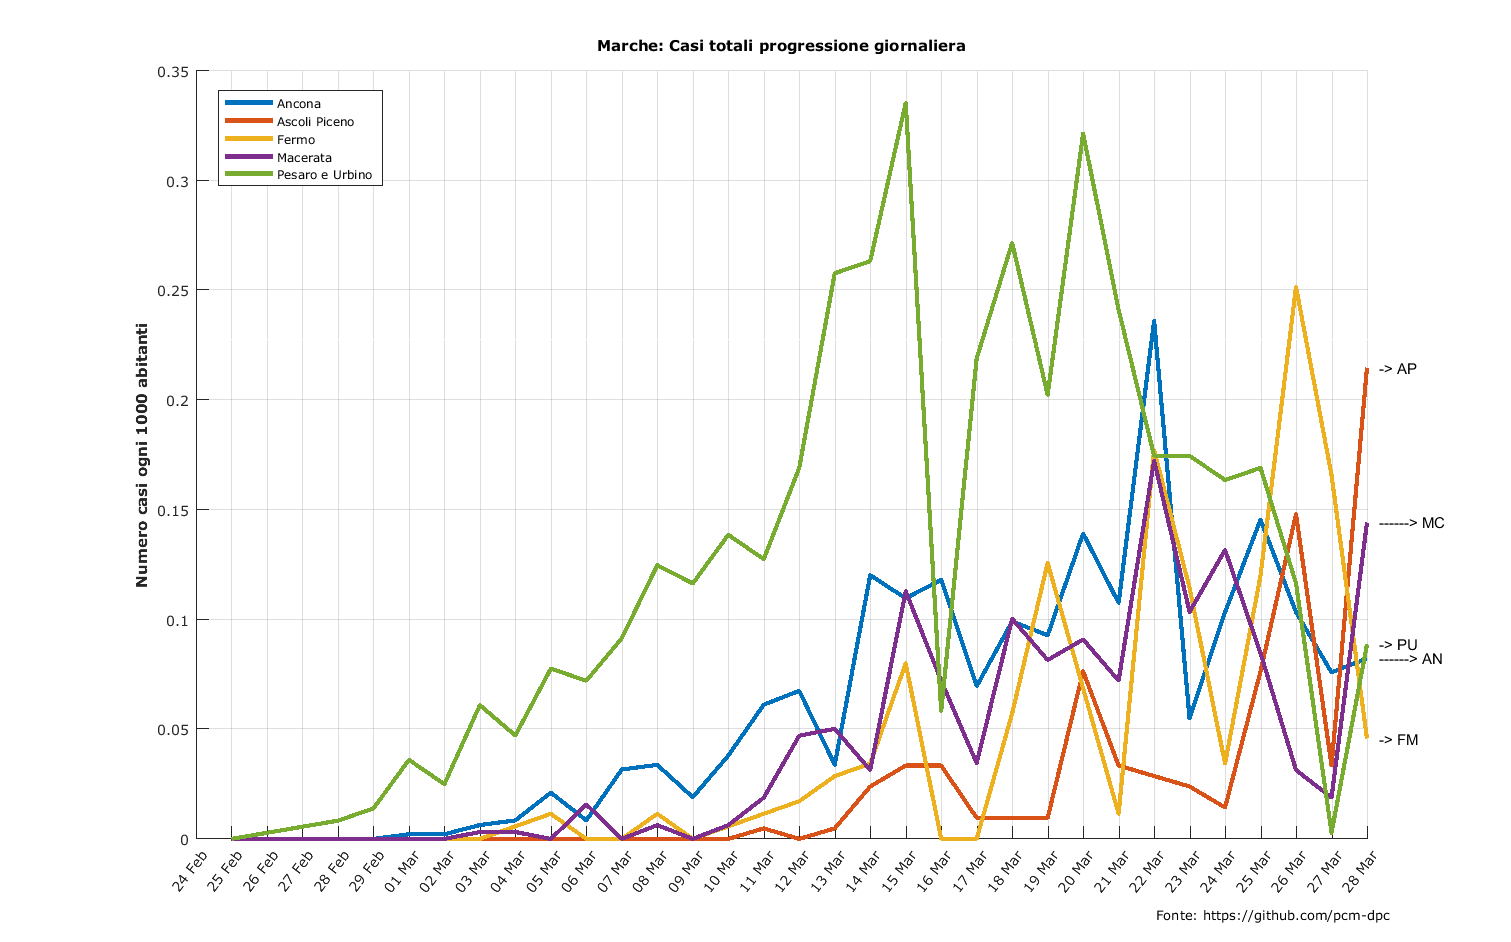 Marche: Casi totali progressione giornaliera
0.35
0.3
0.25
0.2
0.15
0.1
0.05
0
Numero casi ogni 1000 abitanti
Ancona
Ascoli Piceno
Fermo
Macerata
Pesaro e Urbino
-> AP
------> MC
-> PU
------> AN
-> FM
24 Feb
25 Feb
26 Feb
27 Feb
28 Feb
29 Feb
01 Mar
02 Mar
03 Mar
04 Mar
05 Mar
06 Mar
07 Mar
08 Mar
09 Mar
10 Mar
11 Mar
12 Mar
13 Mar
14 Mar
15 Mar
16 Mar
17 Mar
18 Mar
19 Mar
20 Mar
21 Mar
22 Mar
23 Mar
24 Mar
25 Mar
26 Mar
27 Mar
28 Mar
Fonte: https://github.com/pcm-dpc